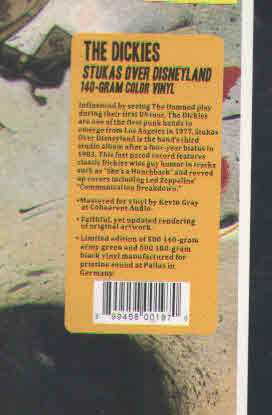 THE DICKIES
STUKAS OVER DISNEYLAND
140-GRAM COLOR VINYL
Influenced by seeing The Damned play
during their first US tour, The Dickies
are one of the first punk bands to
emerge from Los Angeles in 1977. Stukas
Over Disneyland is the band's third
studio album after a four-year hiatus in
1983. This fast paced record features
classic Dickies wise guy humor in tracks
such as "She's a Hunchback" and revved
up covers including Led Zeppelin's
"Communication Breakdown."
•Mastered for vinyl by Kevin Gray
at Cohearent Audio.
• Faithful, yet updated rendering
of original artwork
• Limited edition of 500 140-gram
army green and 500 180-gram
black vinyl manufactured for
pristine sound at Pallas in
Germany.
8 99458 00197 6